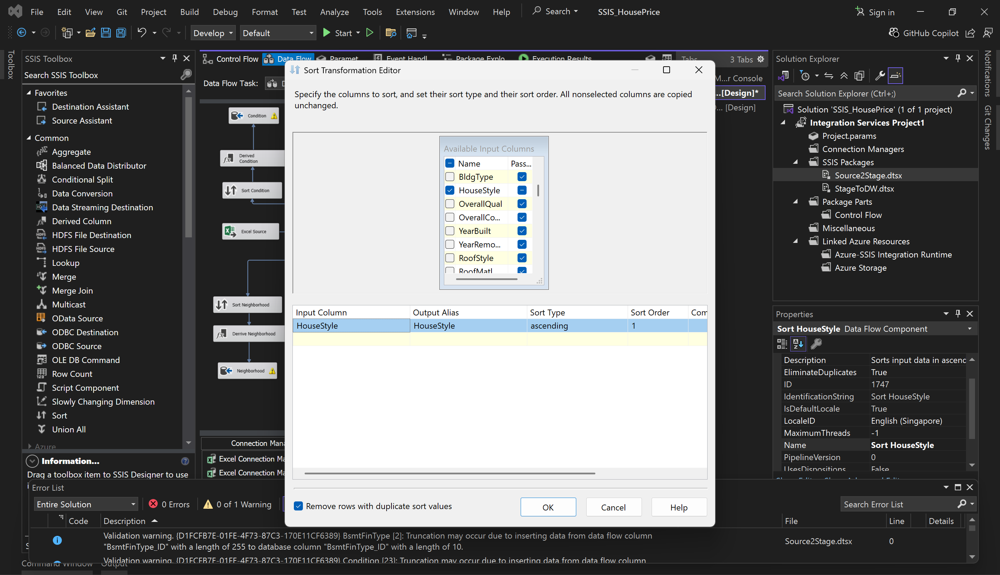 File Edit View Git Project Build Debug Format Test Analyze Tools Extensions Window Help Search SSIS_HousePrice Sign in
Develop Default Start GitHub Copilot
Toolbox
SSIS Toolbox
Search SSIS Toolbox
Favorites
Destination Assistant
Source Assistant
Common
Aggregate
Balanced Data Distributor
Conditional Split
Data Conversion
Data Streaming Destination
Derived Column
HDFS File Destination
HDFS File Source
Lookup
Merge
Merge Join
Multicast
OData Source
ODBC Destination
ODBC Source
OLE DB Command
Row Count
Script Component
Slowly Changing Dimension
Sort
Union All
Azure
Information...
Drag a toolbox item to SSIS Designer to use
Control Flow Data Flow Paramet Event Handl Package Explo Execution Results Tabs 3 Tabs
Data Flow Task:
M...r Console
...[Design]*
... [Design]
Condition
Derived
Condition
Sort Condition
Excel Source
Sort Neighborhood
Derrive Neighborhood
Neighborhood
Connection Mana
Excel Connection Ma
Excel Connection Ma
Sort Transformation Editor
Specify the columns to sort, and set their sort type and their sort order. All nonselected columns are copied
unchanged.
Available Input Columns
Name Pass...
BldgType
HouseStyle
OverallQual
OverallCo...
YearBuilt
YearRemo...
RoofStyle
RoofMatl
Input Column Output Alias Sort Type Sort Order Com
HouseStyle HouseStyle ascending 1
Remove rows with duplicate sort values
OK Cancel Help
Solution Explorer
Search Solution Explorer (Ctrl+;)
Solution 'SSIS_HousePrice' (1 of 1 project)
Integration Services Project1
Project.params
Connection Managers
SSIS Packages
Source2Stage.dtsx
StageToDW.dtsx
Package Parts
Control Flow
Miscellaneous
Linked Azure Resources
Azure-SSIS Integration Runtime
Azure Storage
Notifications
Git Changes
Properties
Sort HouseStyle Data Flow Component
Description Sorts input data in ascend
EliminateDuplicates True
ID 1747
IdentificationString Sort HouseStyle
IsDefaultLocale True
LocaleID English (Singapore)
MaximumThreads -1
Name Sort HouseStyle
PipelineVersion 0
UsesDispositions False
Error List
Entire Solution 0 Errors 0 of 1 Warning Search Error List
Code Description File Line Details
Validation warning. {D1FCFB7E-01FE-4F73-87C3-170E11CF6389} BsmtFinType [2]: Truncation may occur due to inserting data from data flow column
"BsmtFinType_ID" with a length of 255 to database column "BsmtFinType_ID" with a length of 10.
Source2Stage.dtsx 0
Validation warning. {D1FCFB7E-01FE-4F73-87C3-170E11CF6389} Condition [23]: Truncation may occur due to inserting data from data flow column
Command Window Output